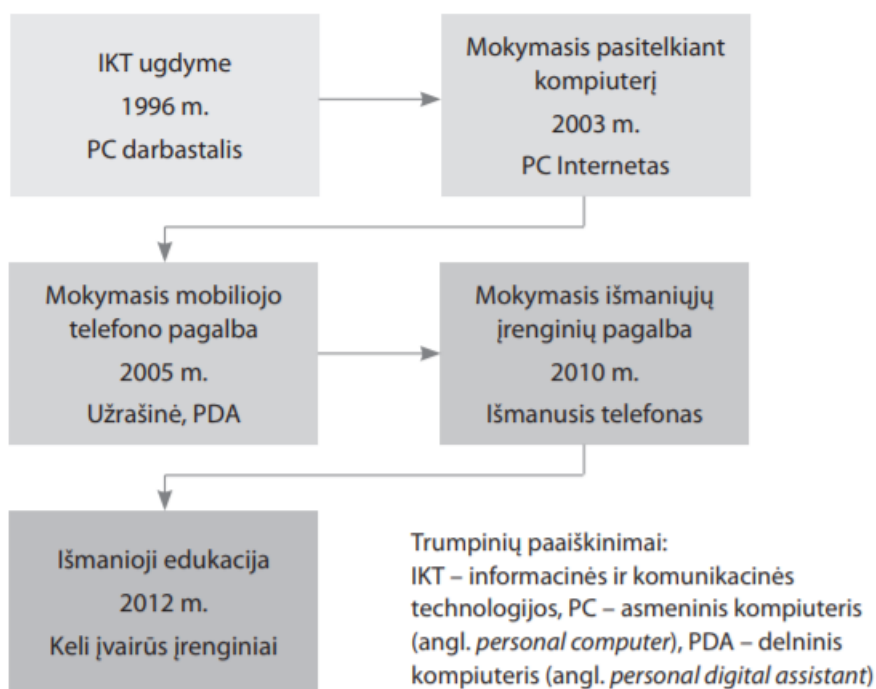 IKT ugdyme
1996 m.
PC darbastalis
Mokymasis pasitelkiant
kompiuterį
2003 m.
PC Internetas
Mokymasis mobiliojo
telefono pagalba
2005 m.
Užrašinė, PDA
Mokymasis išmaniųjų
įrenginių pagalba
2010 m.
Išmanusis telefonas
Išmanioji edukacija
2012 m.
Keli įvairūs įrenginiai
Trumpinių paaiškinimai:
IKT – informacinės ir komunikacinės
technologijos, PC – asmeninis kompiuteris
(angl. personal computer), PDA – delninis
kompiuteris (angl. personal digital assistant)